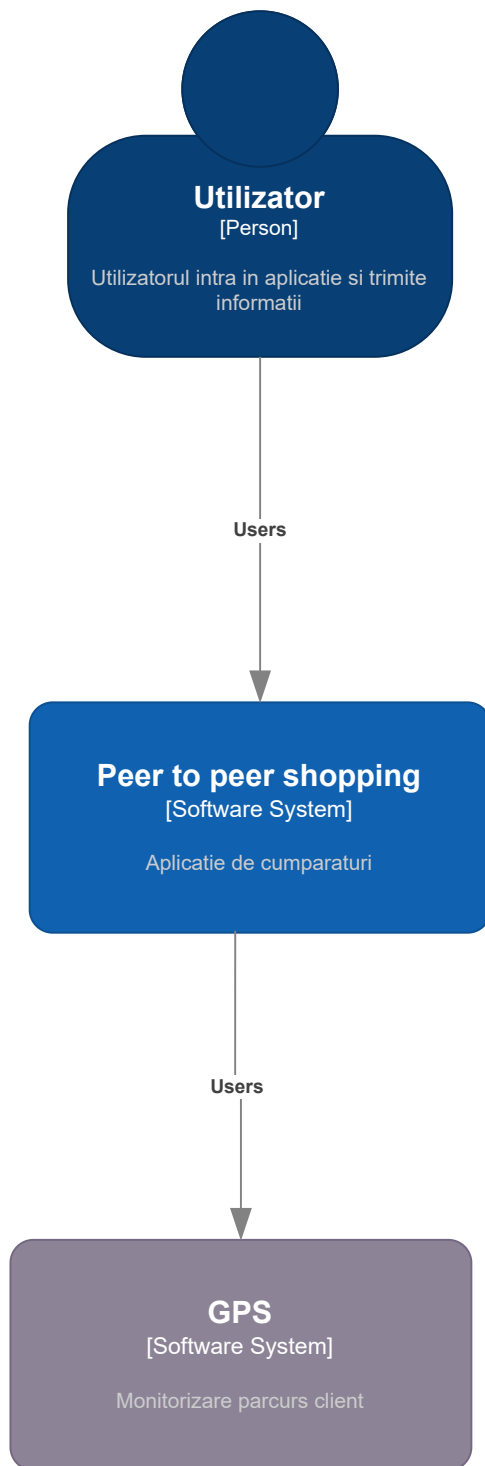 Utilizator
[Person]
Utilizatorul intra in aplicatie si trimite
informatii
Users
Peer to peer shopping
[Software System]
Aplicatie de cumparaturi
Users
GPS
[Software System]
Monitorizare parcurs client